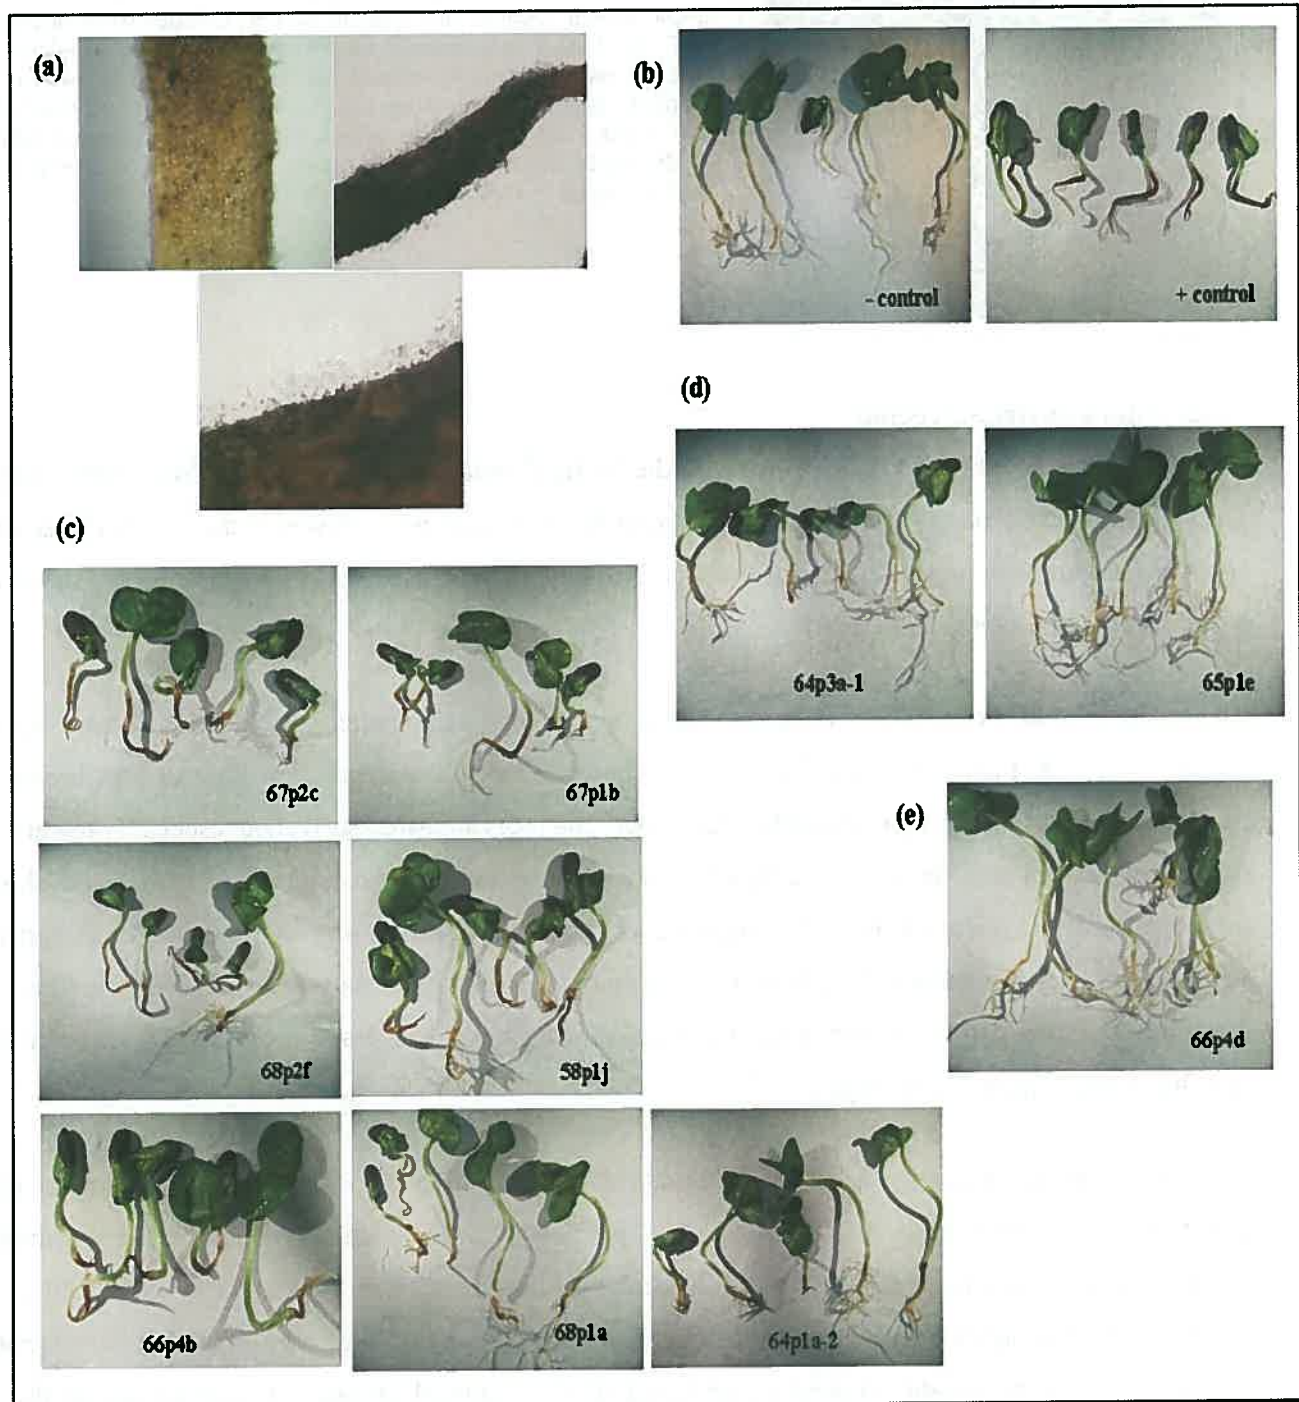 (a)
(b)
- control
+ control
(c)
(d)
64p3a-1
65p1e
67p2c
67p1b
(e)
68p2f
58p1j
66p4d
66p4b
68p1a
64p1a-2